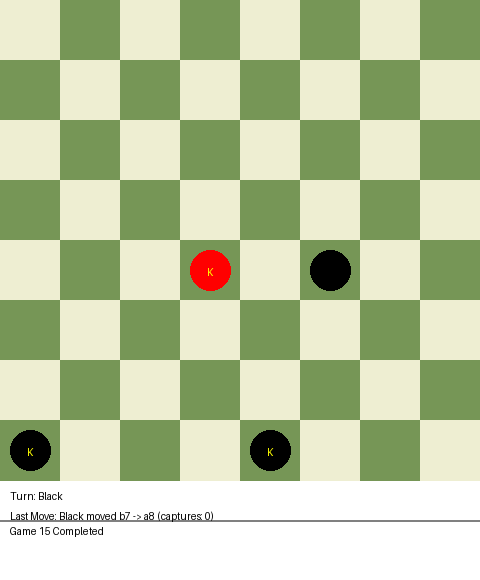 K
K
K
Turn: Black
Last Move: Black moved b7 -> a8 (captures: 0)
Game 15 Completed